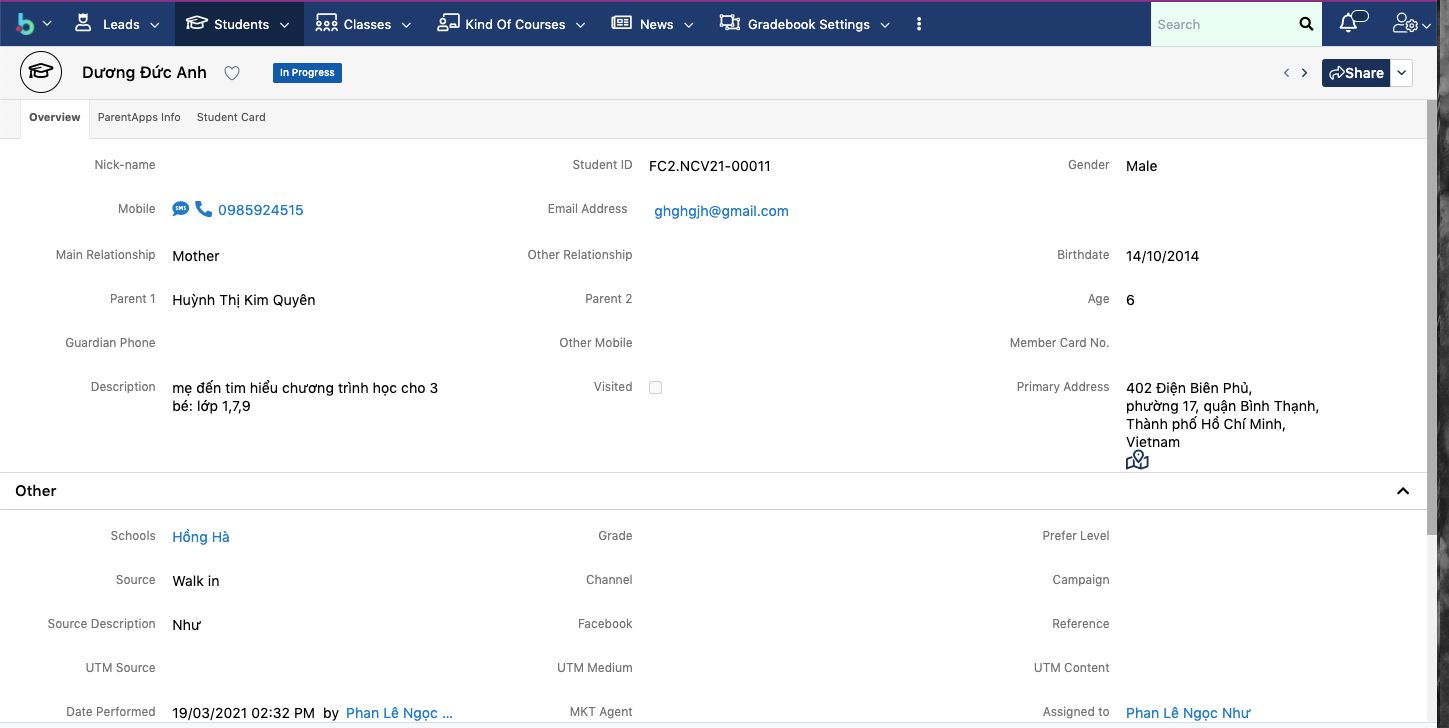 b Leads Students Classes Kind Of Courses News Gradebook Settings Search
Dương Đức Anh In Progress Share
Overview ParentApps Info Student Card
Nick-name Student ID FC2.NCV21-00011 Gender Male
Mobile SMS 0985924515 Email Address ghghgjh@gmail.com
Main Relationship Mother Other Relationship Birthdate 14/10/2014
Parent 1 Huỳnh Thị Kim Quyên Parent 2 Age 6
Guardian Phone Other Mobile Member Card No.
Description mẹ đến tim hiểu chương trình học cho 3 Visited Primary Address 402 Điện Biên Phủ,
bé: lớp 1,7,9 phường 17, quận Bình Thạnh,
Thành phố Hồ Chí Minh,
Vietnam
Other
Schools Hồng Hà Grade Prefer Level
Source Walk in Channel Campaign
Source Description Như Facebook Reference
UTM Source UTM Medium UTM Content
Date Performed 19/03/2021 02:32 PM by Phan Lê Ngọc ... MKT Agent Assigned to Phan Lê Ngọc Như